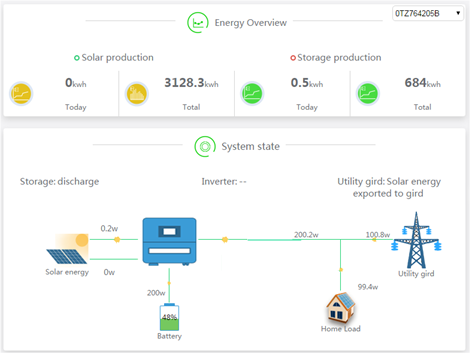 Energy Overview
0TZ764205B
Solar production
Storage production
0kwh
3128.3kwh
0.5kwh
684kwh
Today
Total
Today
Total
System state
Storage: discharge
Inverter: --
Utility gird: Solar energy
exported to gird
0.2w
200.2w
100.8w
Solar energy
0w
Utility gird
200w
99.4w
48%
Home Load
Battery